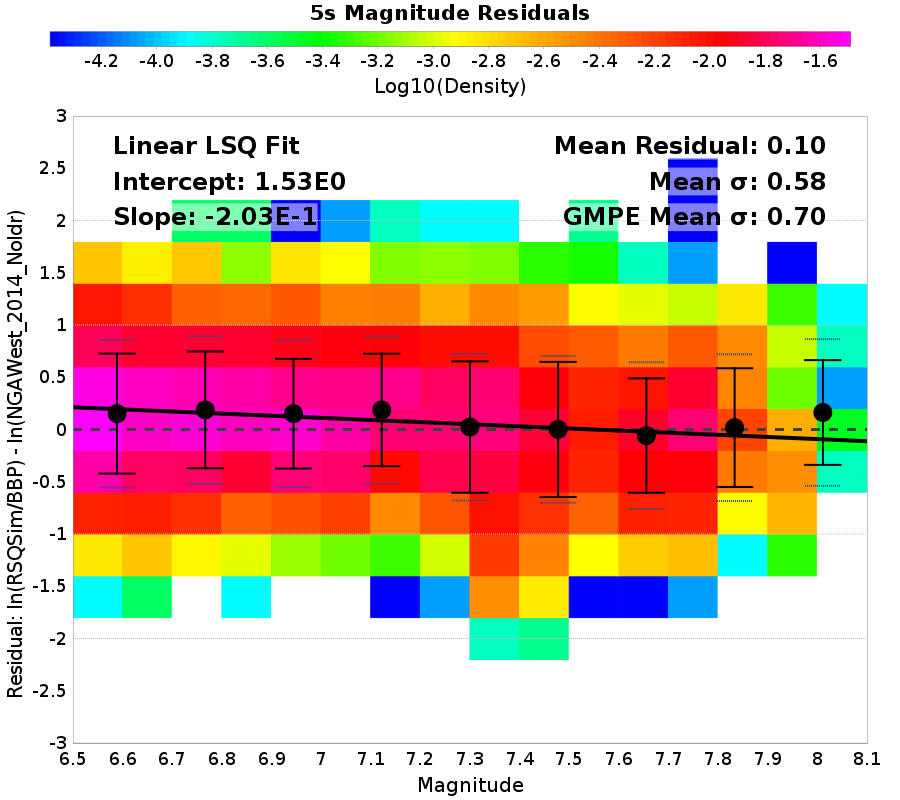 5s Magnitude Residuals
-4.2 -4.0 -3.8 -3.6 -3.4 -3.2 -3.0 -2.8 -2.6 -2.4 -2.2 -2.0 -1.8 -1.6
Log10(Density)
Linear LSQ Fit
Intercept: 1.53E0
Slope: -2.03E-1
Mean Residual: 0.10
Mean σ: 0.58
GMPE Mean σ: 0.70
Residual: ln(RSQSim/BBP) - ln(NGAWest_2014_NoIdr)
3
2.5
2
1.5
1
0.5
0
-0.5
-1
-1.5
-2
-2.5
-3
6.5 6.6 6.7 6.8 6.9 7 7.1 7.2 7.3 7.4 7.5 7.6 7.7 7.8 7.9 8 8.1
Magnitude